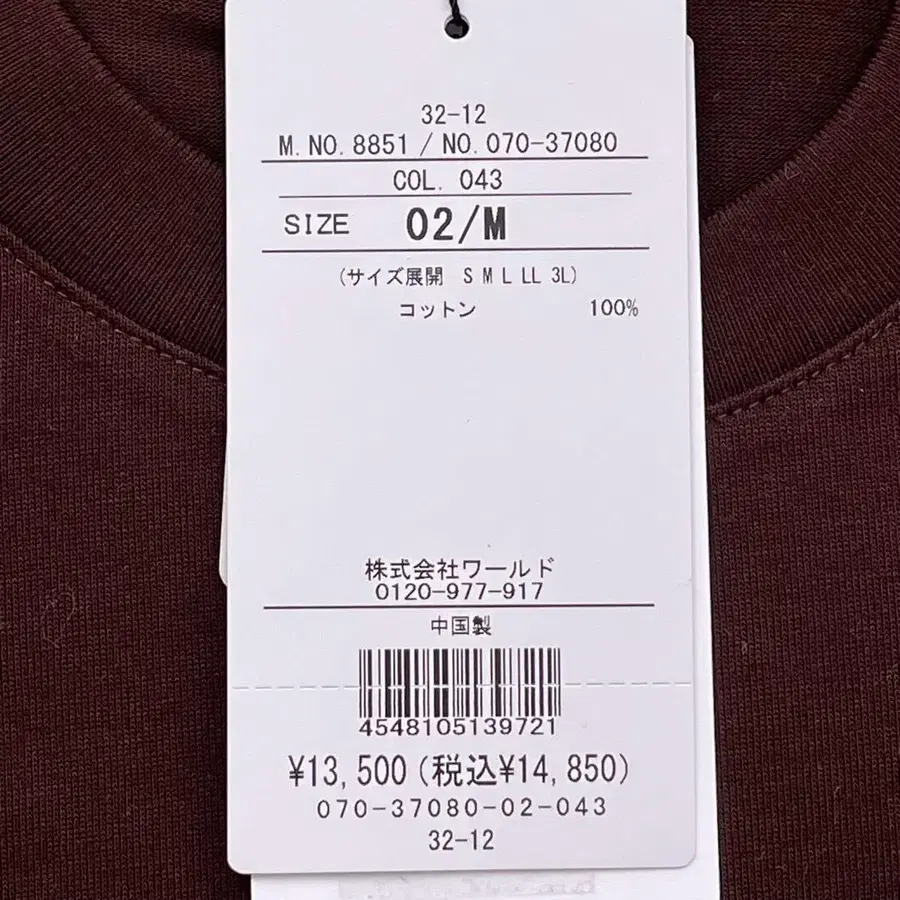 32-12
M.NO.8851 / NO.070-37080
COL. 043
SIZE 02/M
(サイズ展開 S M L LL 3L)
コットン 100%
株式会社ワールド
0120-977-917
中国製
4548105139721
¥13,500(税込¥14,850)
070-37080-02-043
32-12